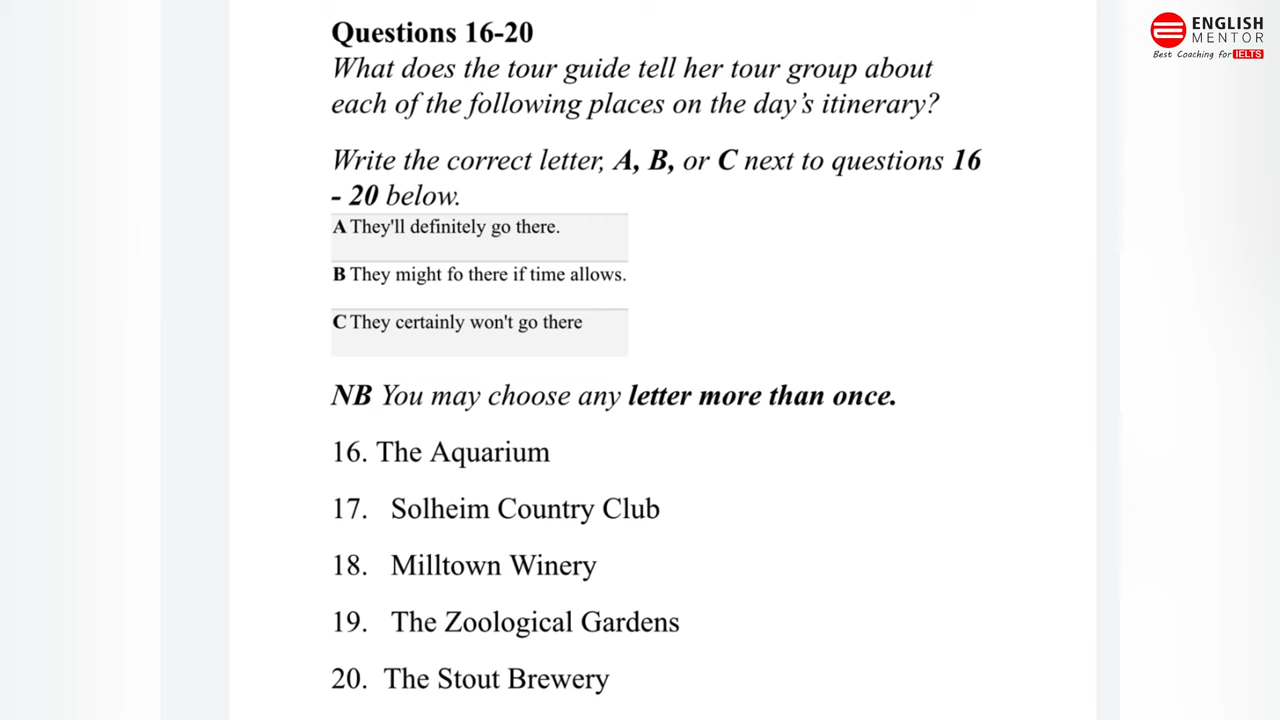 ENGLISH
MENTOR
Best Coaching for IELTS
Questions 16-20
What does the tour guide tell her tour group about
each of the following places on the day's itinerary?
Write the correct letter, A, B, or C next to questions 16
- 20 below.
A They'll definitely go there.
B They might fo there if time allows.
C They certainly won't go there
NB You may choose any letter more than once.
16. The Aquarium
17. Solheim Country Club
18. Milltown Winery
19. The Zoological Gardens
20. The Stout Brewery